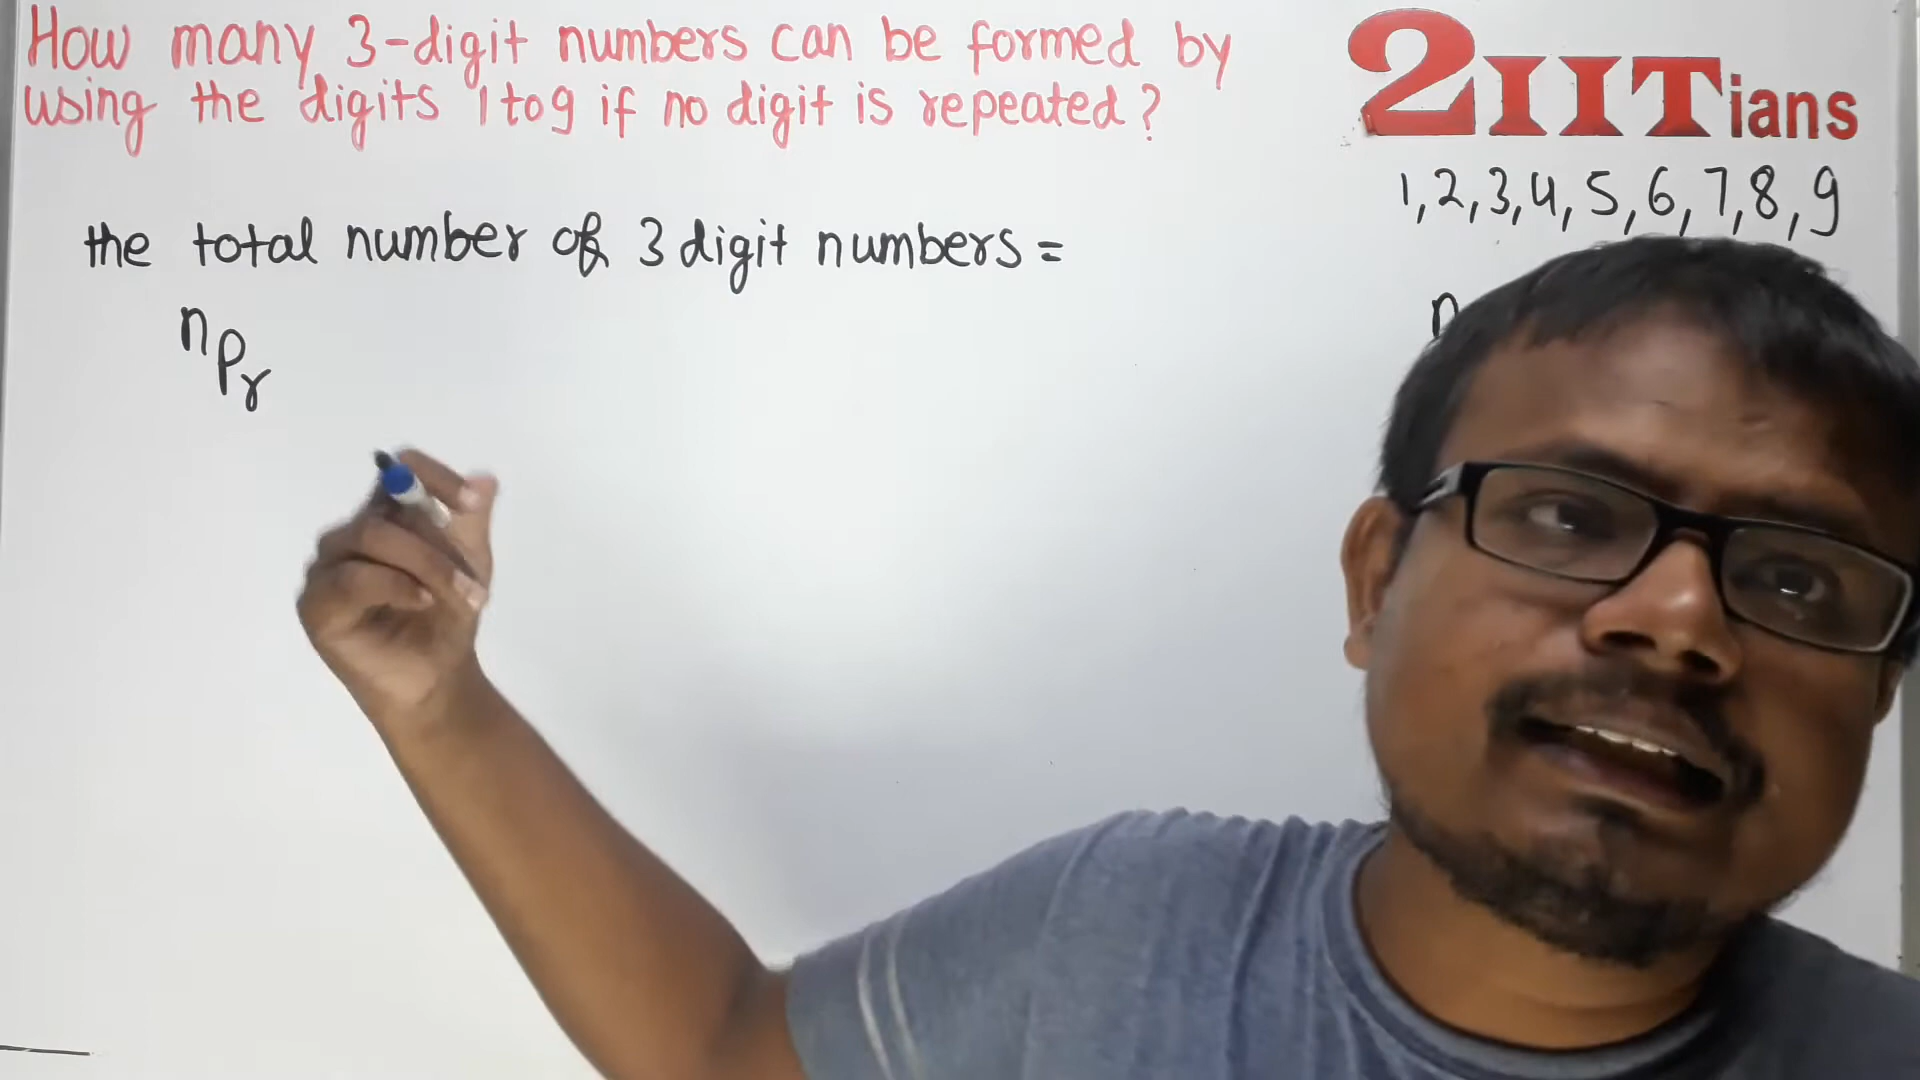 How many 3-digit numbers can be formed by
using the digits 1 to 9 if no digit is repeated?
2IITians
1,2,3,4,5,6,7,8,9
the total number of 3 digit numbers =
n
nPr